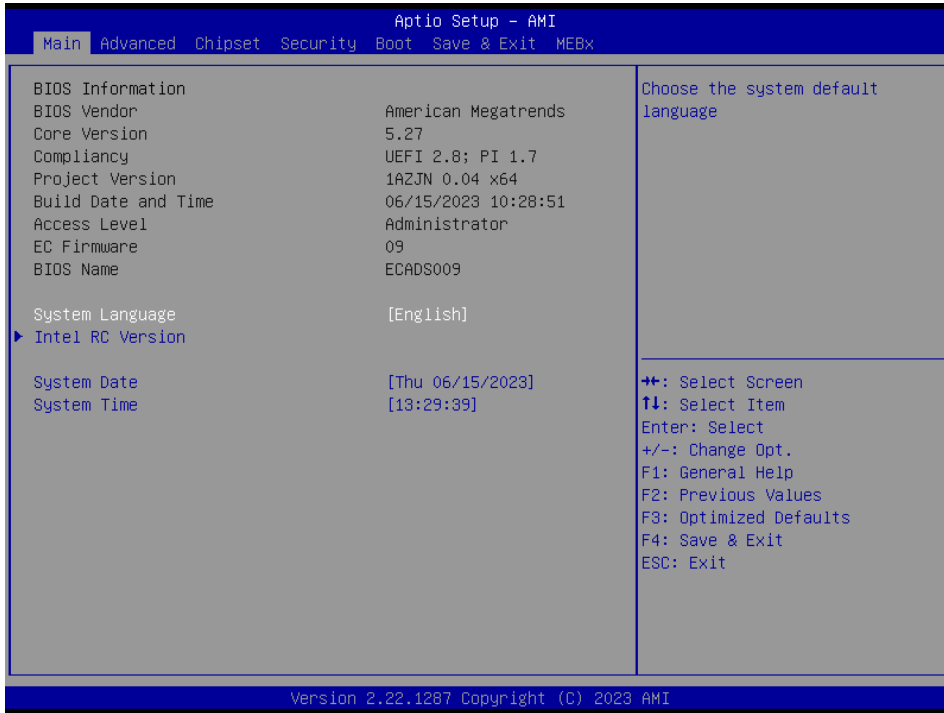 Aptio Setup – AMI
Main Advanced Chipset Security Boot Save & Exit MEBx
BIOS Information
BIOS Vendor American Megatrends
Core Version 5.27
Compliancy UEFI 2.8; PI 1.7
Project Version 1AZJN 0.04 x64
Build Date and Time 06/15/2023 10:28:51
Access Level Administrator
EC Firmware 09
BIOS Name ECADS009
System Language [English]
Intel RC Version
System Date [Thu 06/15/2023]
System Time [13:29:39]
Choose the system default
language
→←: Select Screen
↑↓: Select Item
Enter: Select
+/-: Change Opt.
F1: General Help
F2: Previous Values
F3: Optimized Defaults
F4: Save & Exit
ESC: Exit
Version 2.22.1287 Copyright (C) 2023 AMI